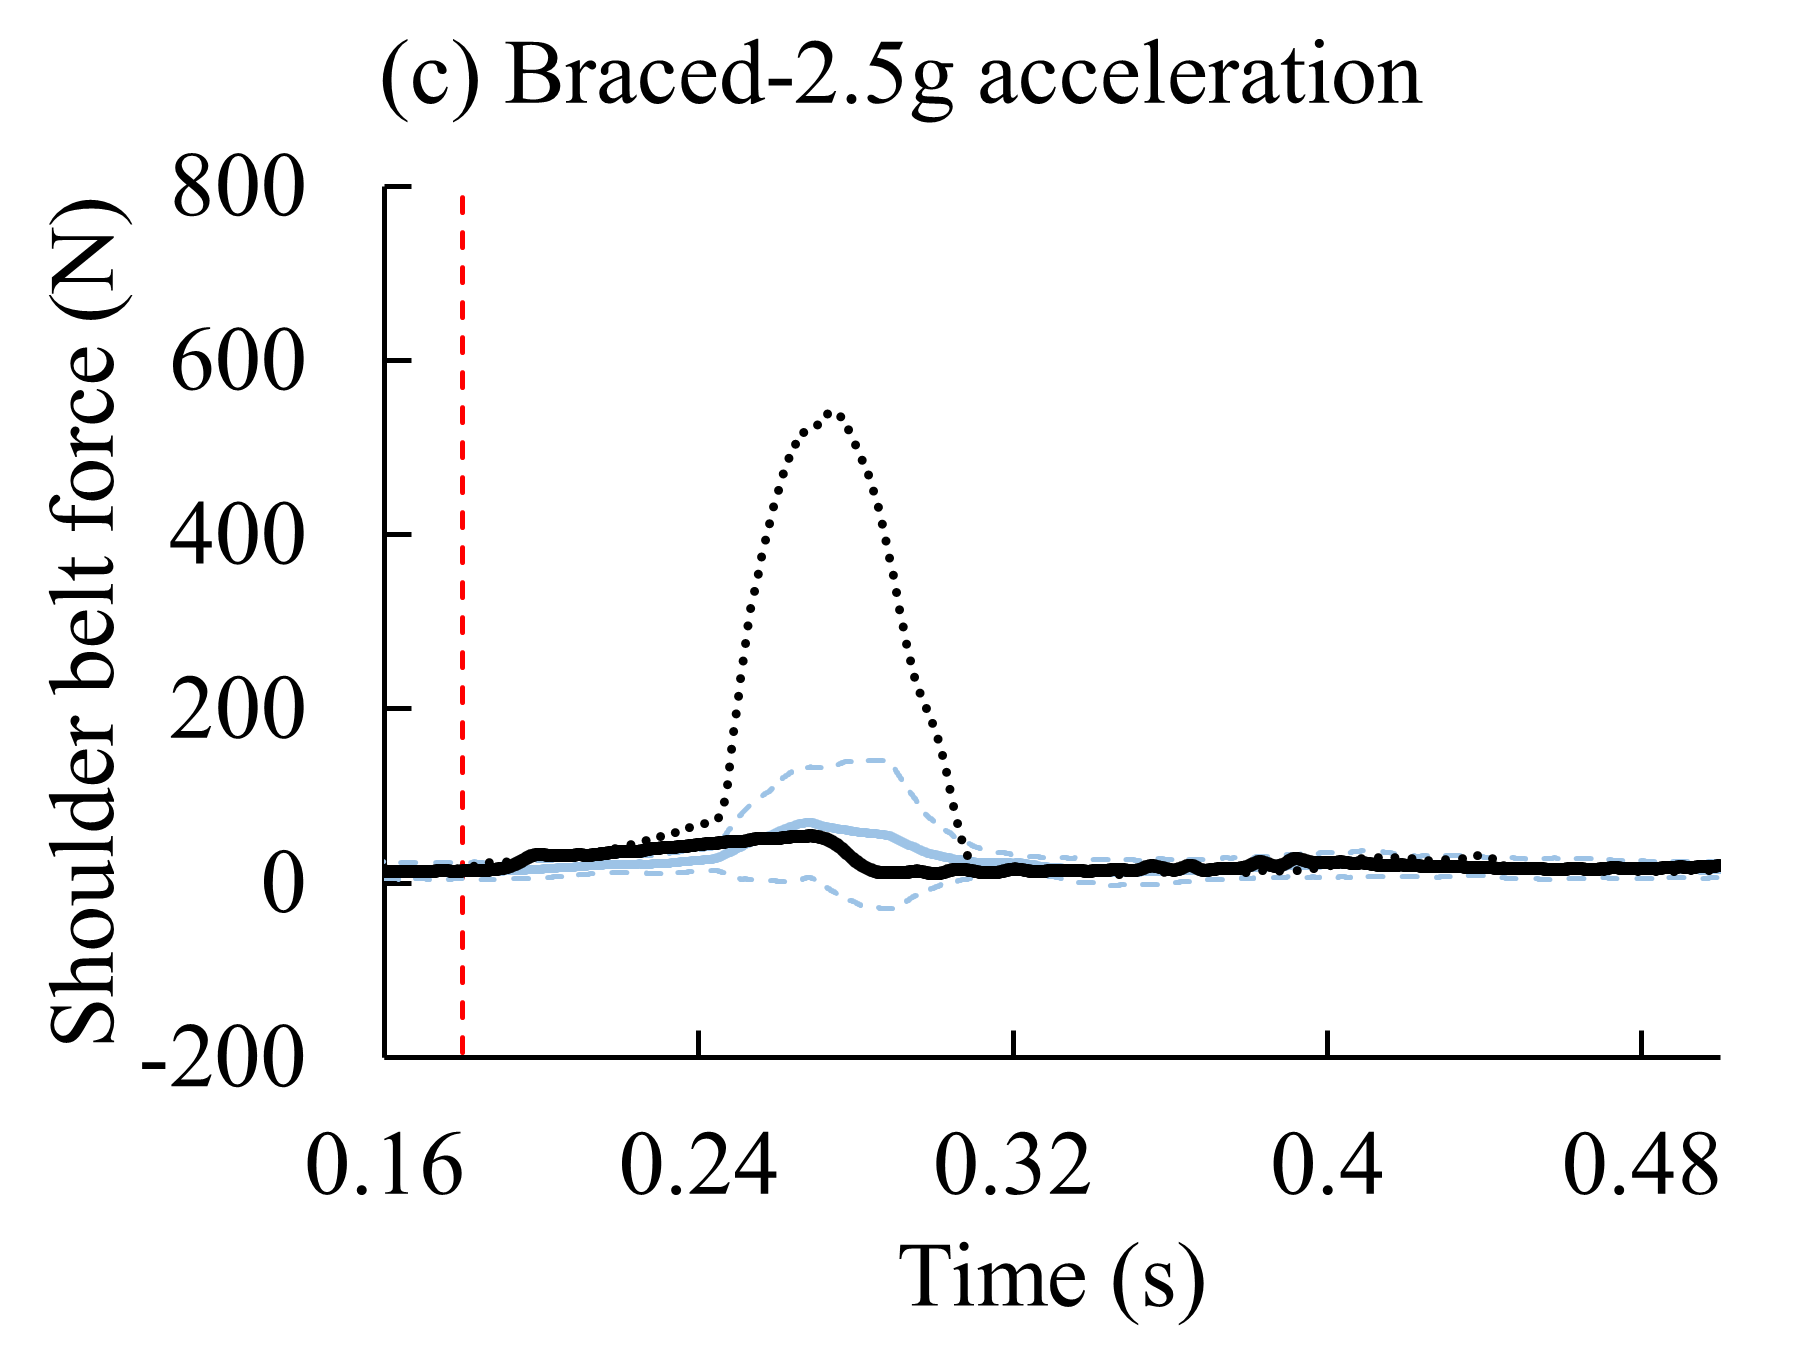 (c) Braced-2.5g acceleration
Shoulder belt force (N)
800
600
400
200
0
-200
0.16 0.24 0.32 0.4 0.48
Time (s)